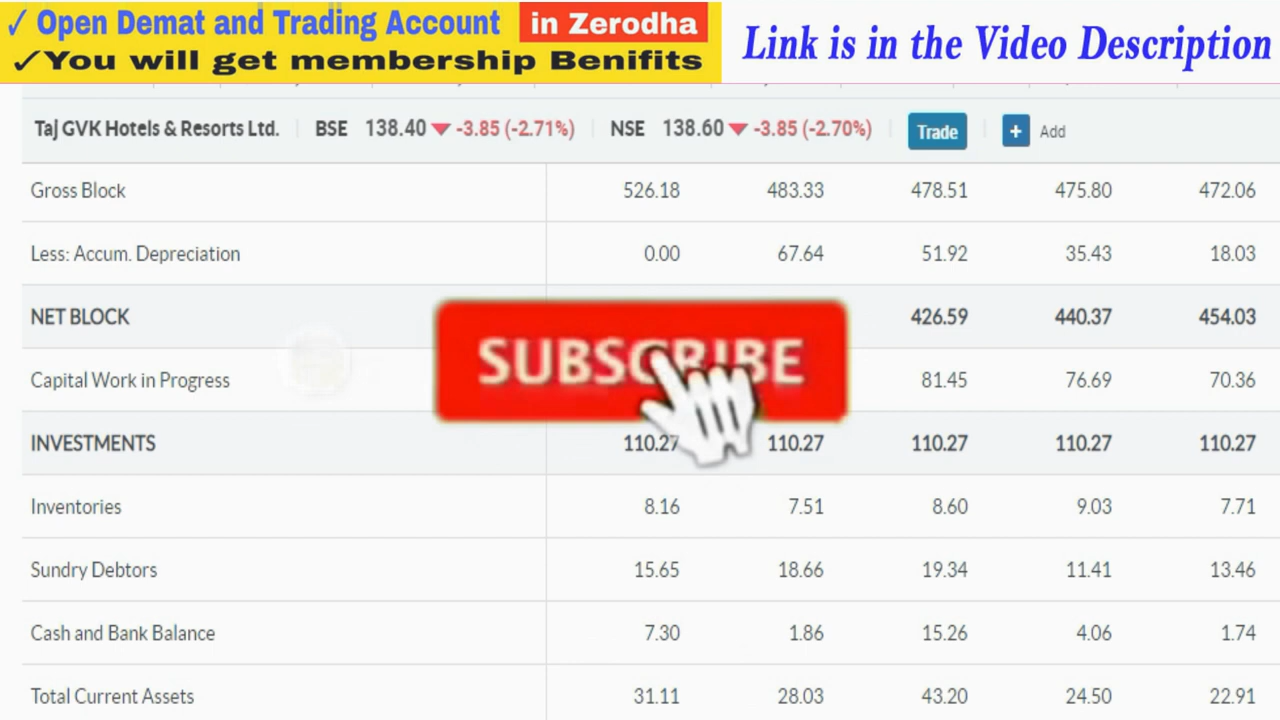 ✓ Open Demat and Trading Account in Zerodha
✓You will get membership Benifits
Link is in the Video Description
Taj GVK Hotels & Resorts Ltd. BSE 138.40 ▼ -3.85 (-2.71%) NSE 138.60 ▼ -3.85 (-2.70%) Trade + Add
Gross Block 526.18 483.33 478.51 475.80 472.06
Less: Accum. Depreciation 0.00 67.64 51.92 35.43 18.03
NET BLOCK 426.59 440.37 454.03
SUBSCRIBE
Capital Work in Progress 81.45 76.69 70.36
INVESTMENTS 110.27 110.27 110.27 110.27 110.27
Inventories 8.16 7.51 8.60 9.03 7.71
Sundry Debtors 15.65 18.66 19.34 11.41 13.46
Cash and Bank Balance 7.30 1.86 15.26 4.06 1.74
Total Current Assets 31.11 28.03 43.20 24.50 22.91